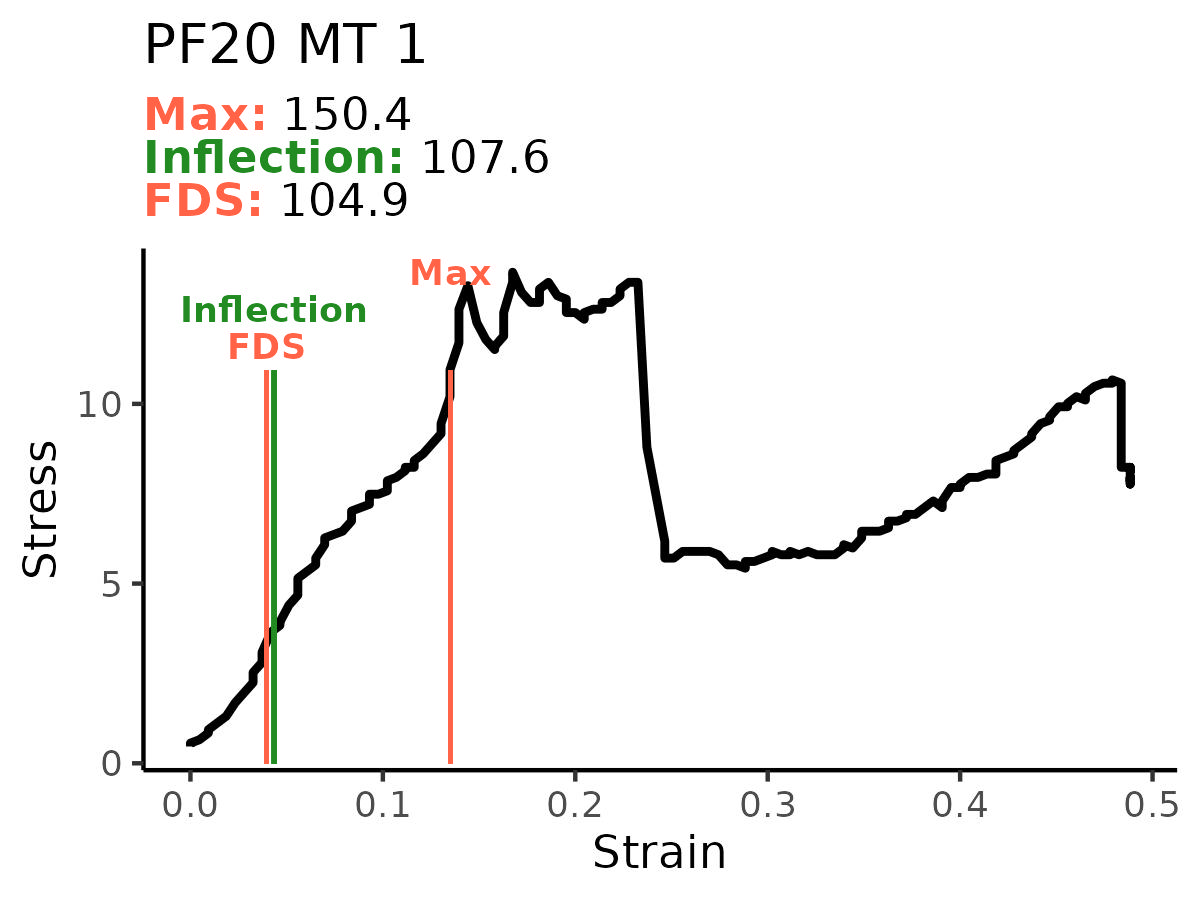 PF20 MT 1
Max: 150.4
Inflection: 107.6
FDS: 104.9
Max
Inflection
FDS
10
5
0
Stress
0.0 0.1 0.2 0.3 0.4 0.5
Strain